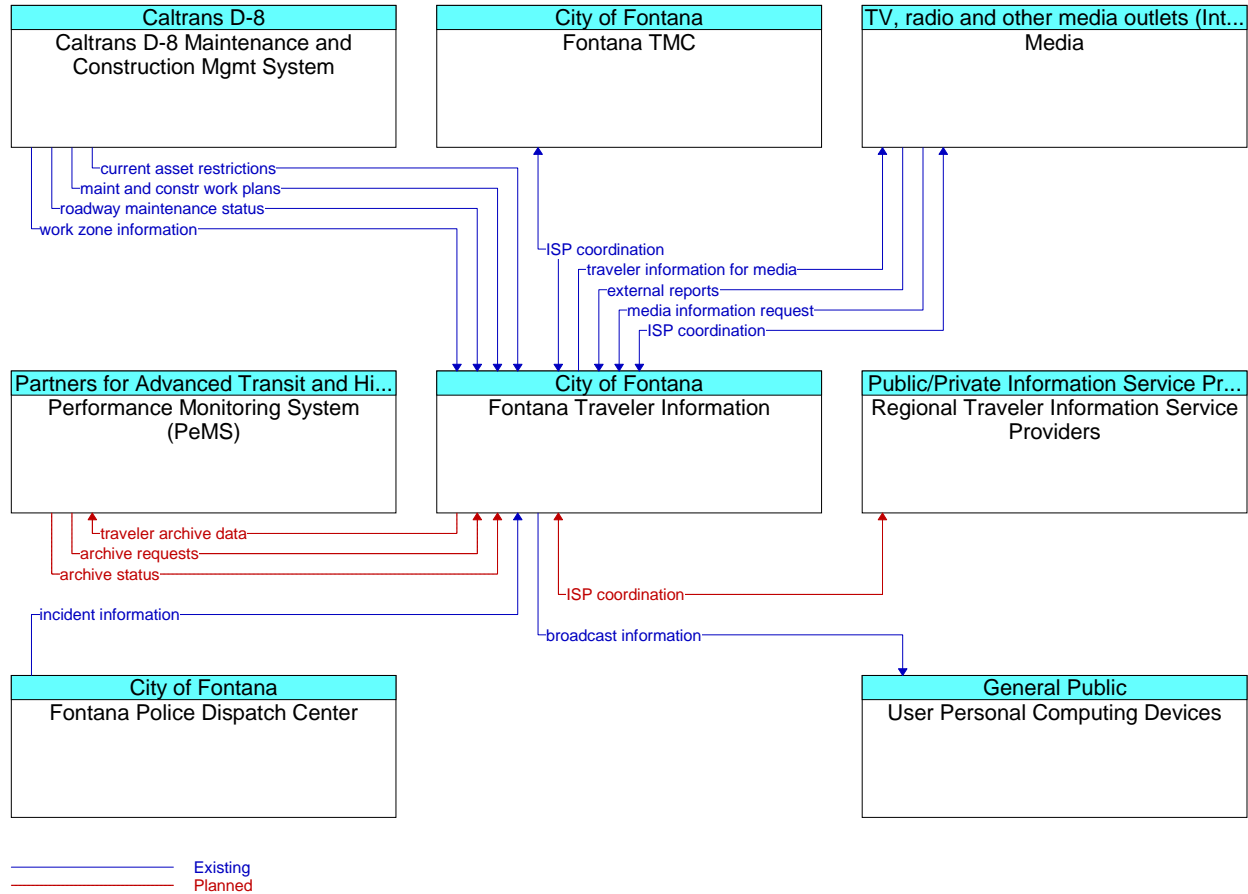 Caltrans D-8
Caltrans D-8 Maintenance and
Construction Mgmt System
City of Fontana
Fontana TMC
TV, radio and other media outlets (Int...
Media
current asset restrictions
maint and constr work plans
roadway maintenance status
work zone information
ISP coordination
traveler information for media
external reports
media information request
ISP coordination
Partners for Advanced Transit and Hi...
Performance Monitoring System
(PeMS)
City of Fontana
Fontana Traveler Information
Public/Private Information Service Pr...
Regional Traveler Information Service
Providers
traveler archive data
archive requests
archive status
ISP coordination
incident information
broadcast information
City of Fontana
Fontana Police Dispatch Center
General Public
User Personal Computing Devices
Existing
Planned